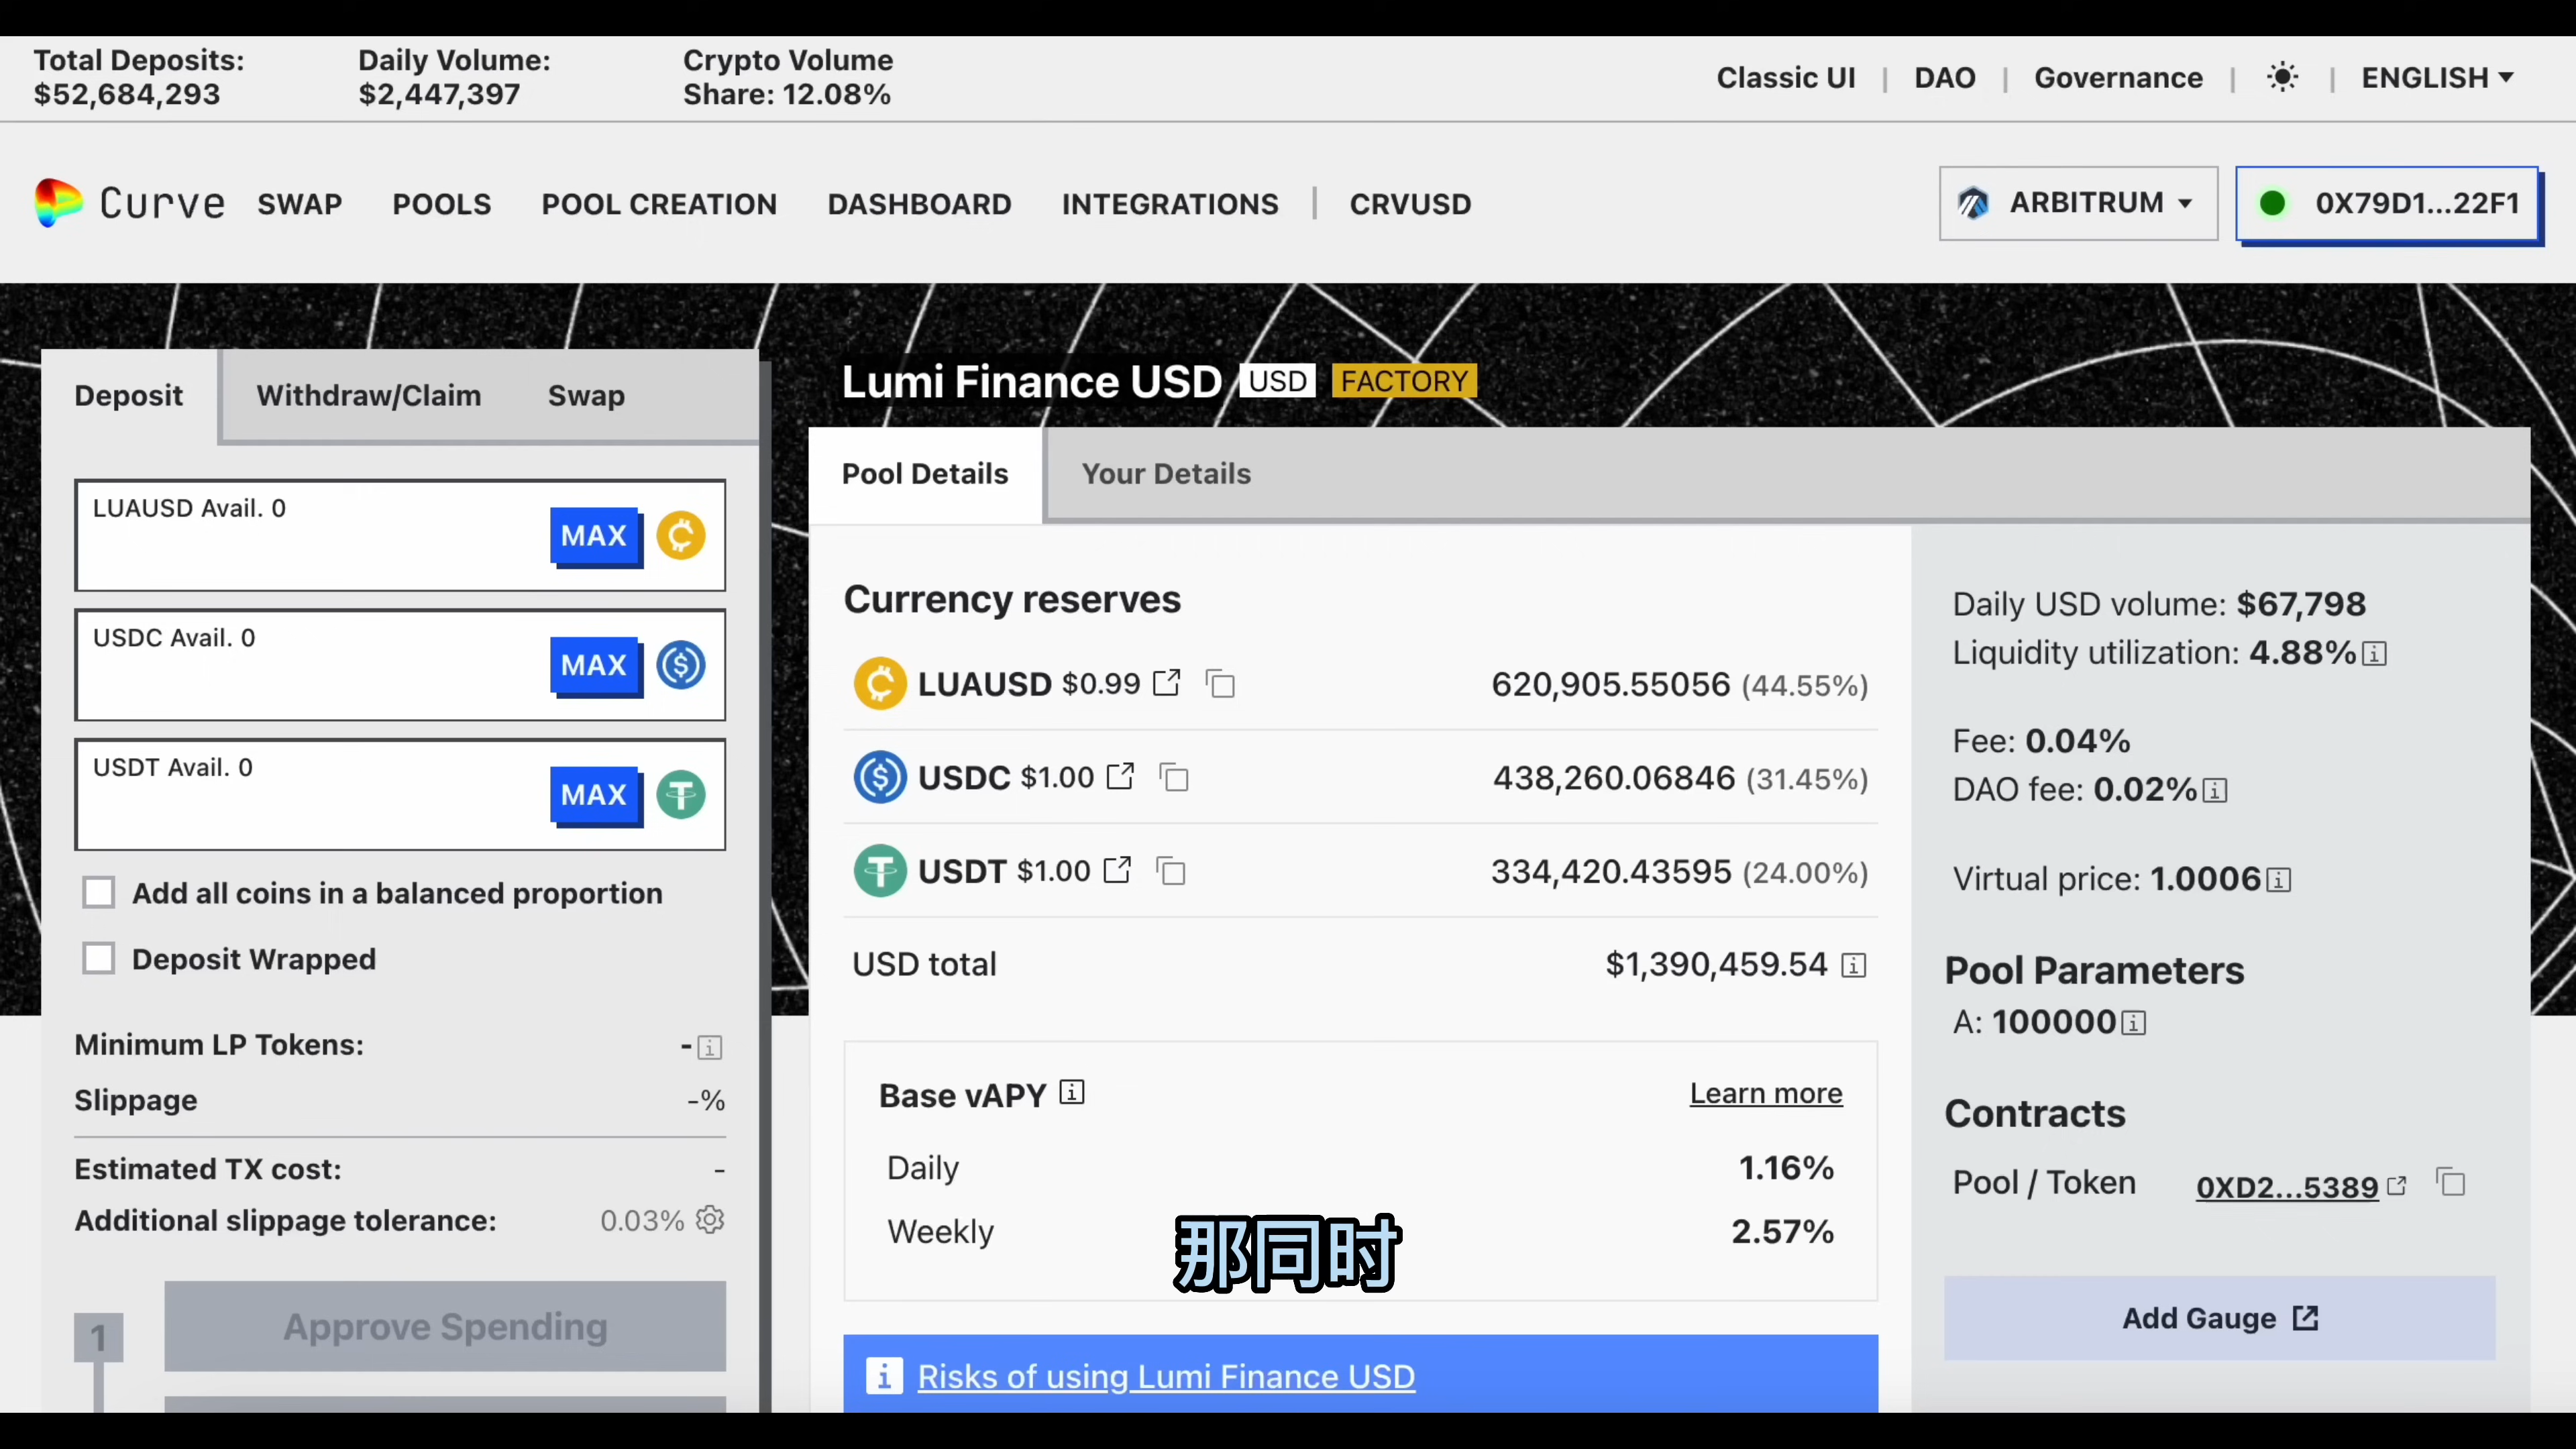 Total Deposits:
$52,684,293
Daily Volume:
$2,447,397
Crypto Volume
Share: 12.08%
Classic UI | DAO | Governance | | ENGLISH
Curve SWAP POOLS POOL CREATION DASHBOARD INTEGRATIONS | CRVUSD
ARBITRUM
0X79D1...22F1
Deposit Withdraw/Claim Swap
LUAUSD Avail. 0
MAX
USDC Avail. 0
MAX
USDT Avail. 0
MAX
Add all coins in a balanced proportion
Deposit Wrapped
Minimum LP Tokens: -
Slippage -%
Estimated TX cost: -
Additional slippage tolerance: 0.03%
1 Approve Spending
Lumi Finance USD USD FACTORY
Pool Details Your Details
Currency reserves
LUAUSD $0.99 620,905.55056 (44.55%)
USDC $1.00 438,260.06846 (31.45%)
USDT $1.00 334,420.43595 (24.00%)
USD total $1,390,459.54
Base vAPY Learn more
Daily 1.16%
Weekly 2.57%
那同时
Risks of using Lumi Finance USD
Daily USD volume: $67,798
Liquidity utilization: 4.88%
Fee: 0.04%
DAO fee: 0.02%
Virtual price: 1.0006
Pool Parameters
A: 100000
Contracts
Pool / Token 0XD2...5389
Add Gauge